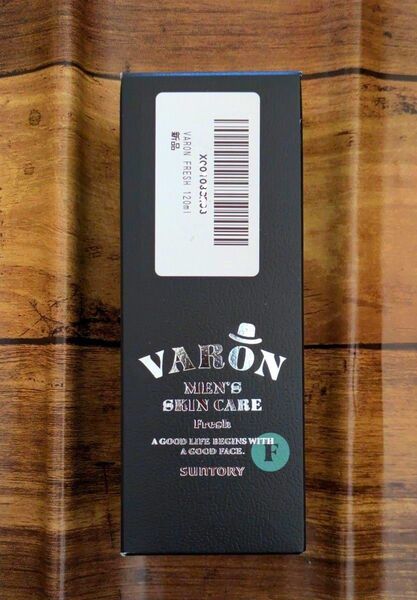 VARON FRESH 120ml
新品
VARON
MEN'S
SKIN CARE
Fresh
A GOOD LIFE BEGINS WITH
A GOOD FACE.
F
SUNTORY